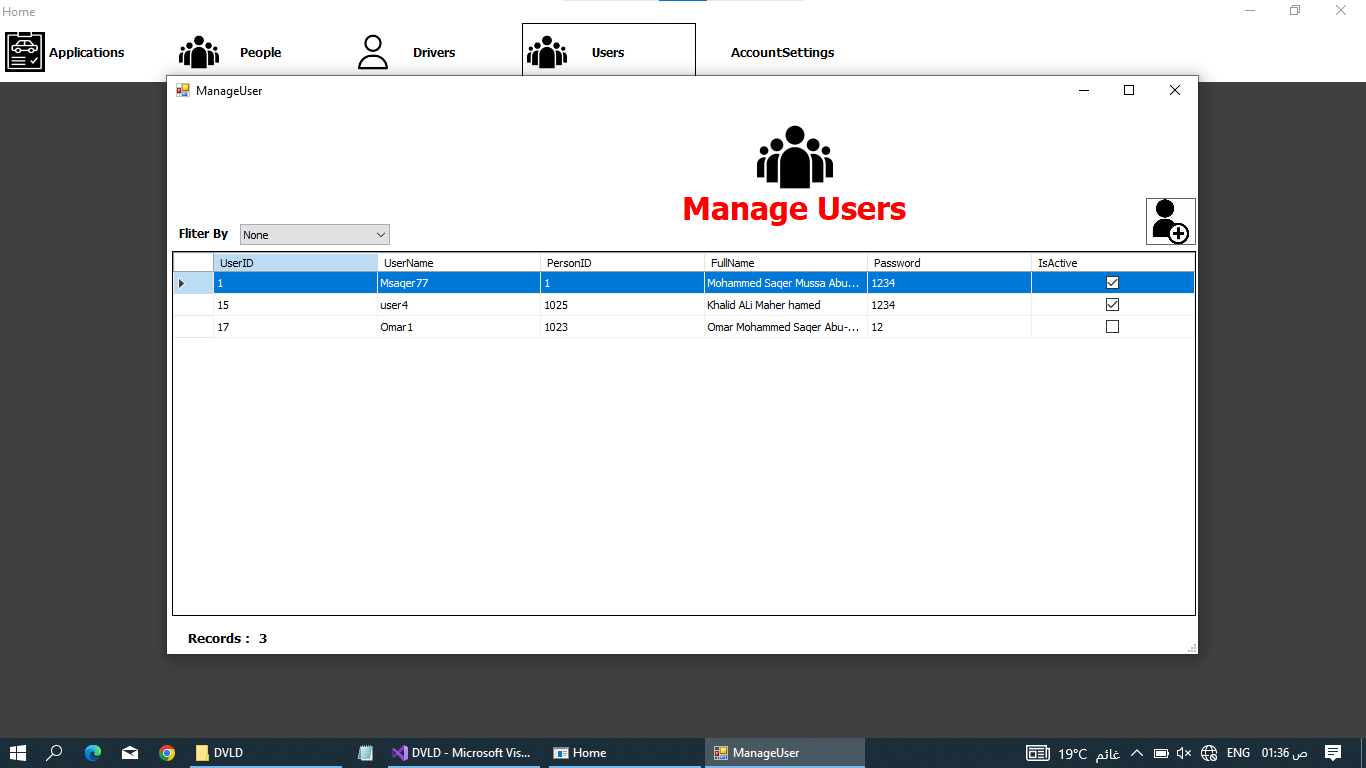 Home
Applications People Drivers Users AccountSettings
ManageUser
Manage Users
Fliter By None
UserID UserName PersonID FullName Password IsActive
1 Msaqer77 1 Mohammed Saqer Mussa Abu... 1234
15 user4 1025 Khalid ALi Maher hamed 1234
17 Omar1 1023 Omar Mohammed Saqer Abu-... 12
Records : 3
DVLD DVLD - Microsoft Vis... Home ManageUser 19°C غائم ENG 01:36 ص